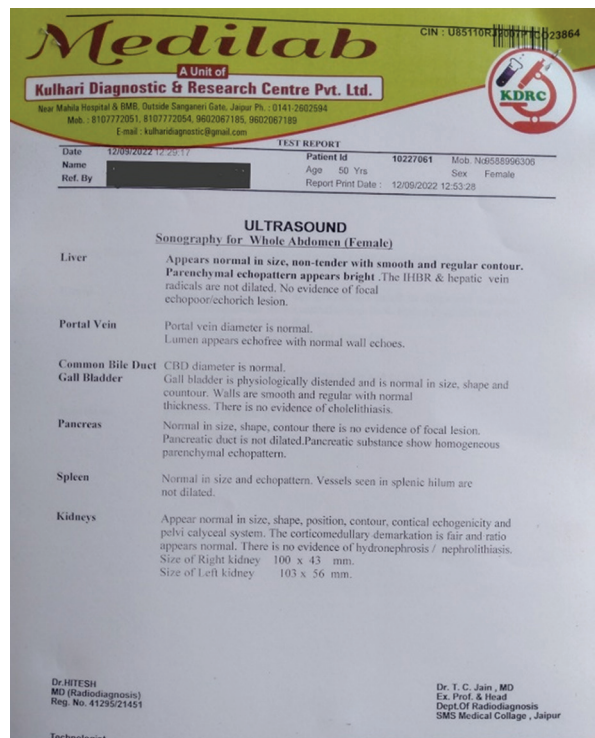 Medilab
CIN : U85110RJ2007PTC023864
A Unit of
Kulhari Diagnostic & Research Centre Pvt. Ltd.
KDRC
Near Mahila Hospital & BMB, Outside Sanganeri Gate, Jaipur Ph. : 0141-2602594
Mob. : 8107772051, 8107772054, 9602067185, 9602067189
E-mail : kulharidiagnostic@gmail.com
TEST REPORT
Date 12/09/2022 12:29:17 Patient Id 10227061 Mob. No9588996306
Name Age 50 Yrs Sex Female
Ref. By Report Print Date : 12/09/2022 12:53:28
ULTRASOUND
Sonography for Whole Abdomen (Female)
Liver Appears normal in size, non-tender with smooth and regular contour.
Parenchymal echopattern appears bright .The IHBR & hepatic vein
radicals are not dilated. No evidence of focal
echopoor/echorich lesion.
Portal Vein Portal vein diameter is normal.
Lumen appears echofree with normal wall echoes.
Common Bile Duct CBD diameter is normal.
Gall Bladder Gall bladder is physiologically distended and is normal in size, shape and
countour. Walls are smooth and regular with normal
thickness. There is no evidence of cholelithiasis.
Pancreas Normal in size, shape, contour there is no evidence of focal lesion.
Pancreatic duct is not dilated.Pancreatic substance show homogeneous
parenchymal echopattern.
Spleen Normal in size and echopattern. Vessels seen in splenic hilum are
not dilated.
Kidneys Appear normal in size, shape, position, contour, contical echogenicity and
pelvi calyceal system. The corticomedullary demarkation is fair and ratio
appears normal. There is no evidence of hydronephrosis / nephrolithiasis.
Size of Right kidney 100 x 43 mm.
Size of Left kidney 103 x 56 mm.
Dr.HITESH
MD (Radiodiagnosis)
Reg. No. 41295/21451
Dr. T. C. Jain , MD
Ex. Prof. & Head
Dept.Of Radiodiagnosis
SMS Medical Collage , Jaipur